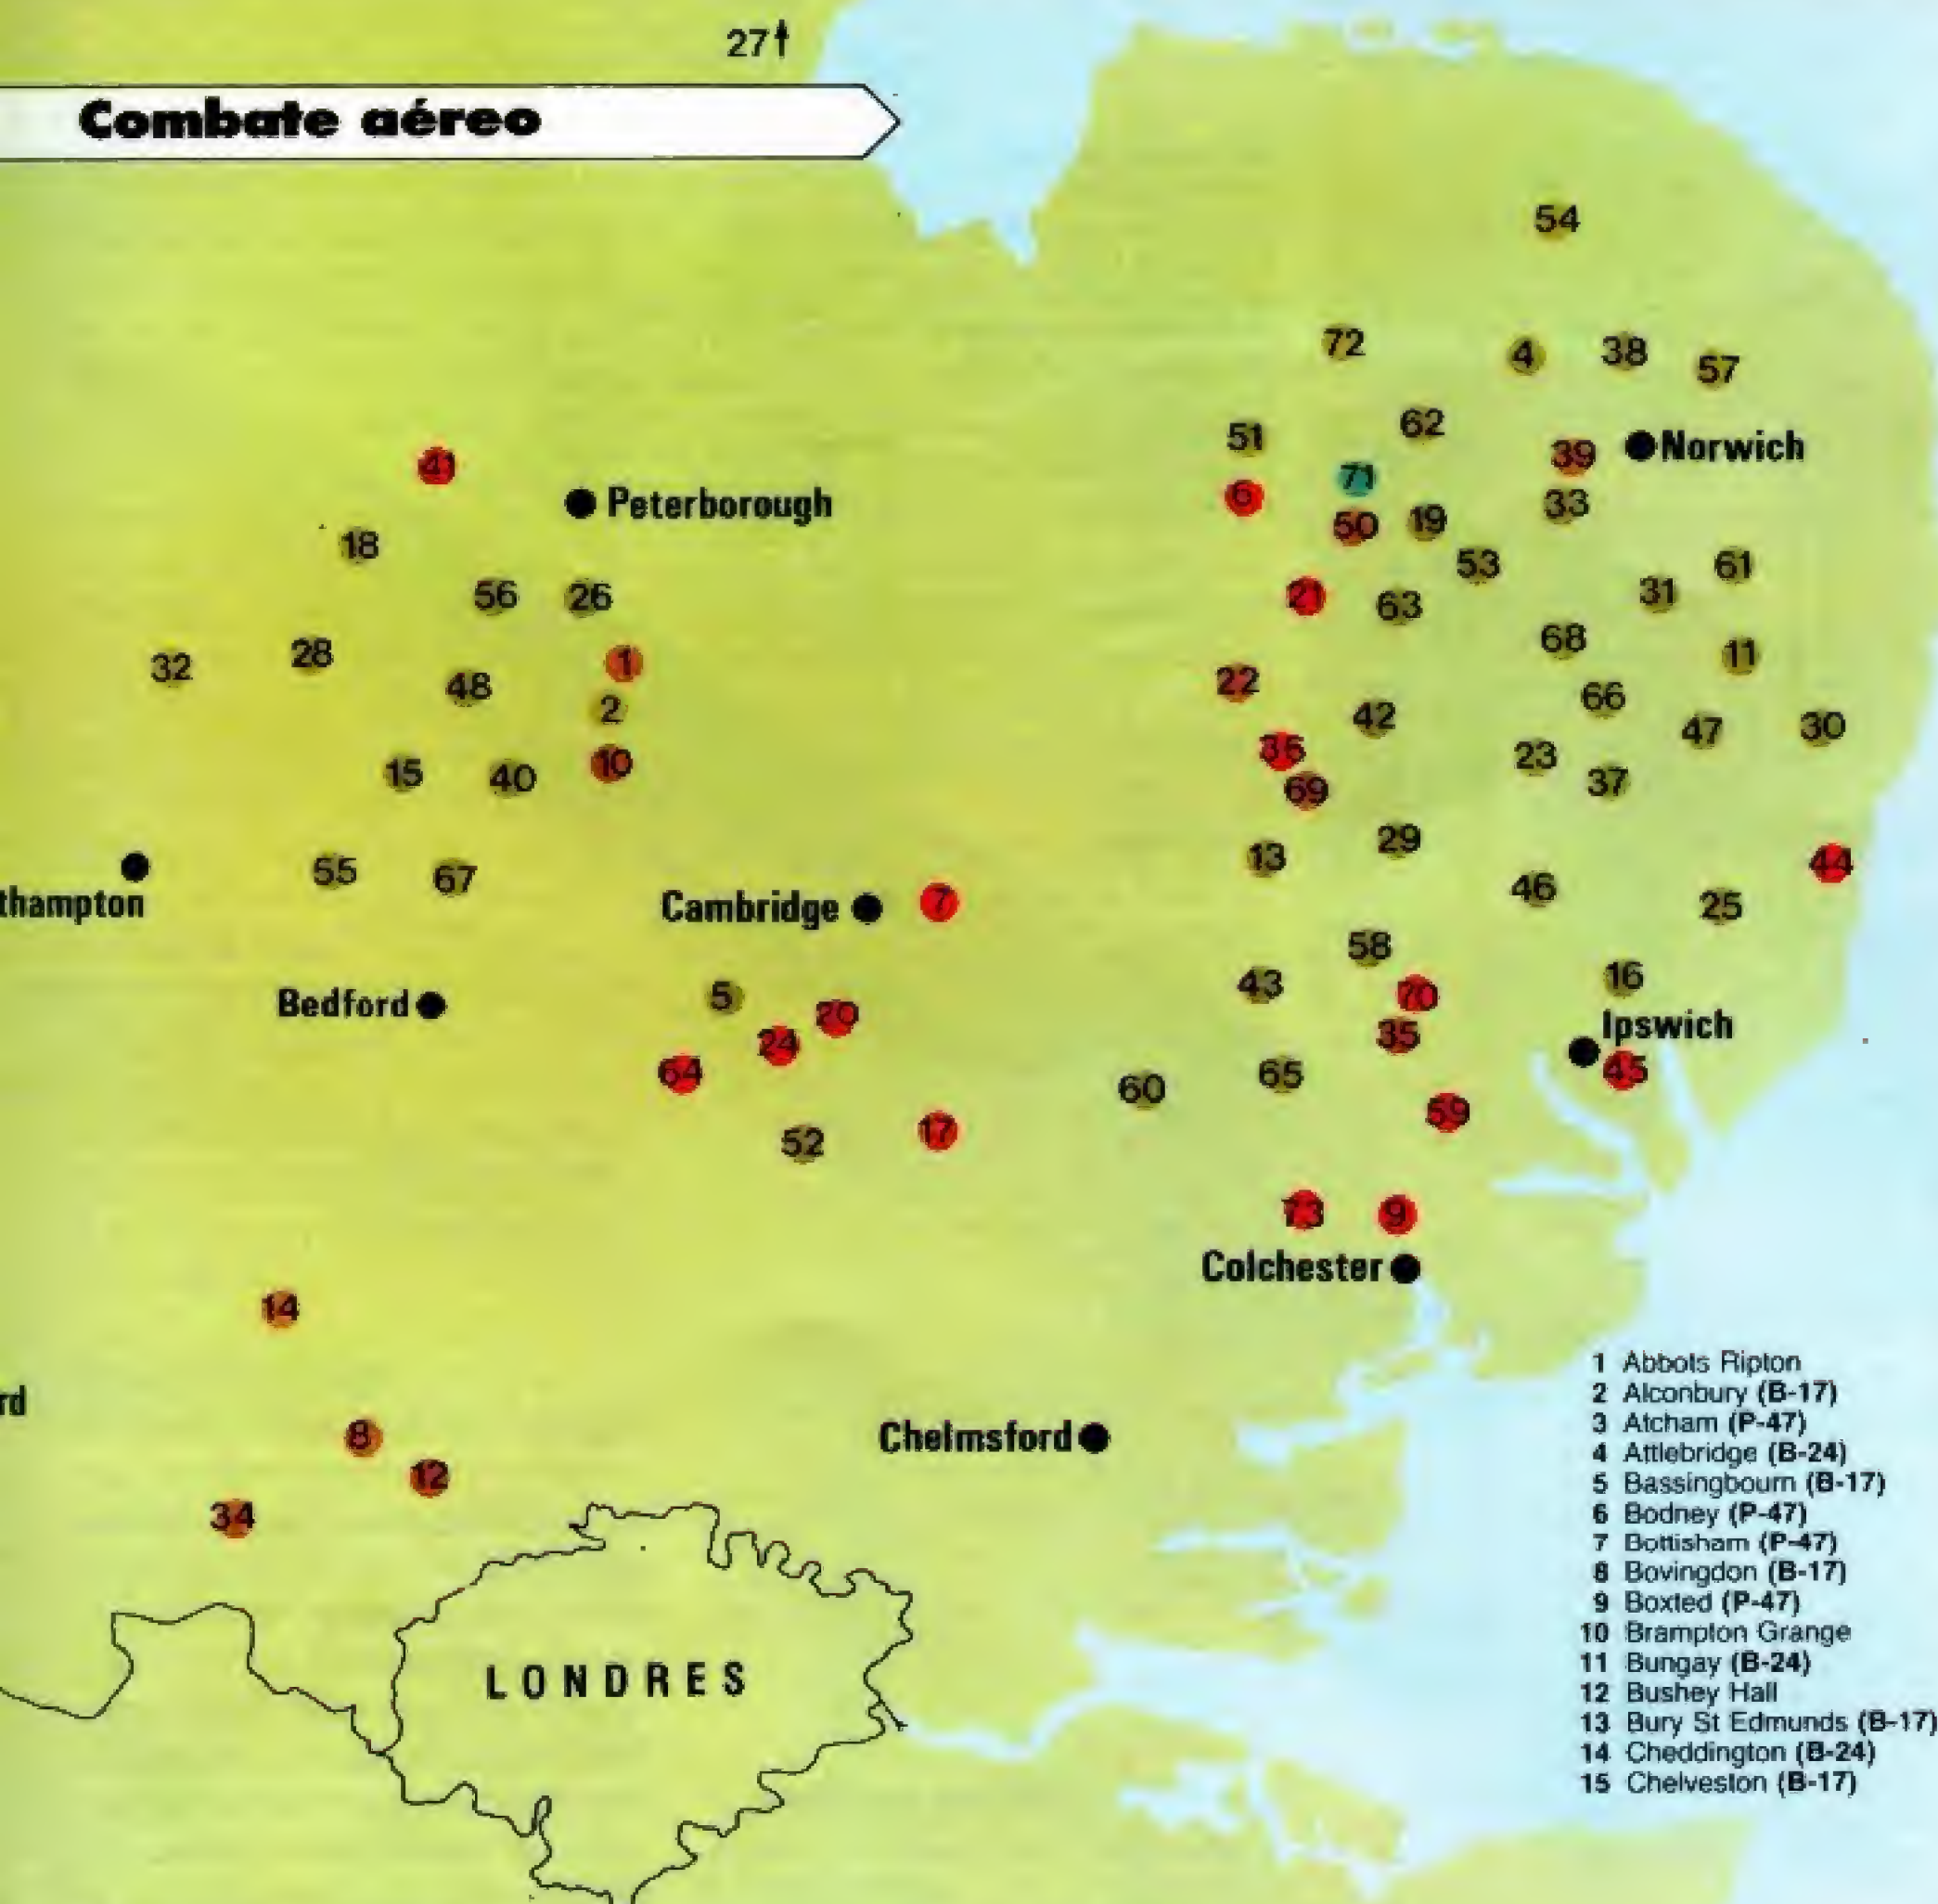 27
Combate aéreo
54
72
4
38
57
62
51
Norwich
39
41
71
6
Peterborough
33
50
19
18
53
61
31
56
26
21
63
68
11
28
1
32
22
48
66
2
42
30
47
36
23
10
15
40
37
69
29
13
44
55
67
46
7
thampton
Cambridge
25
58
16
43
70
5
Bedford
20
Ipswich
35
24
45
64
65
60
59
17
52
73
9
Colchester
14
1 Abbots Ripton
2 Alconbury (B-17)
rd
3 Atcham (P-47)
8
Chelmsford
4 Attlebridge (B-24)
12
5 Bassingbourn (B-17)
34
6 Bodney (P-47)
7 Bottisham (P-47)
8 Bovingdon (B-17)
9 Boxted (P-47)
10 Brampton Grange
11 Bungay (B-24)
LONDRES
12 Bushey Hall
13 Bury St Edmunds (B-17)
14 Cheddington (B-24)
15 Chelveston (B-17)